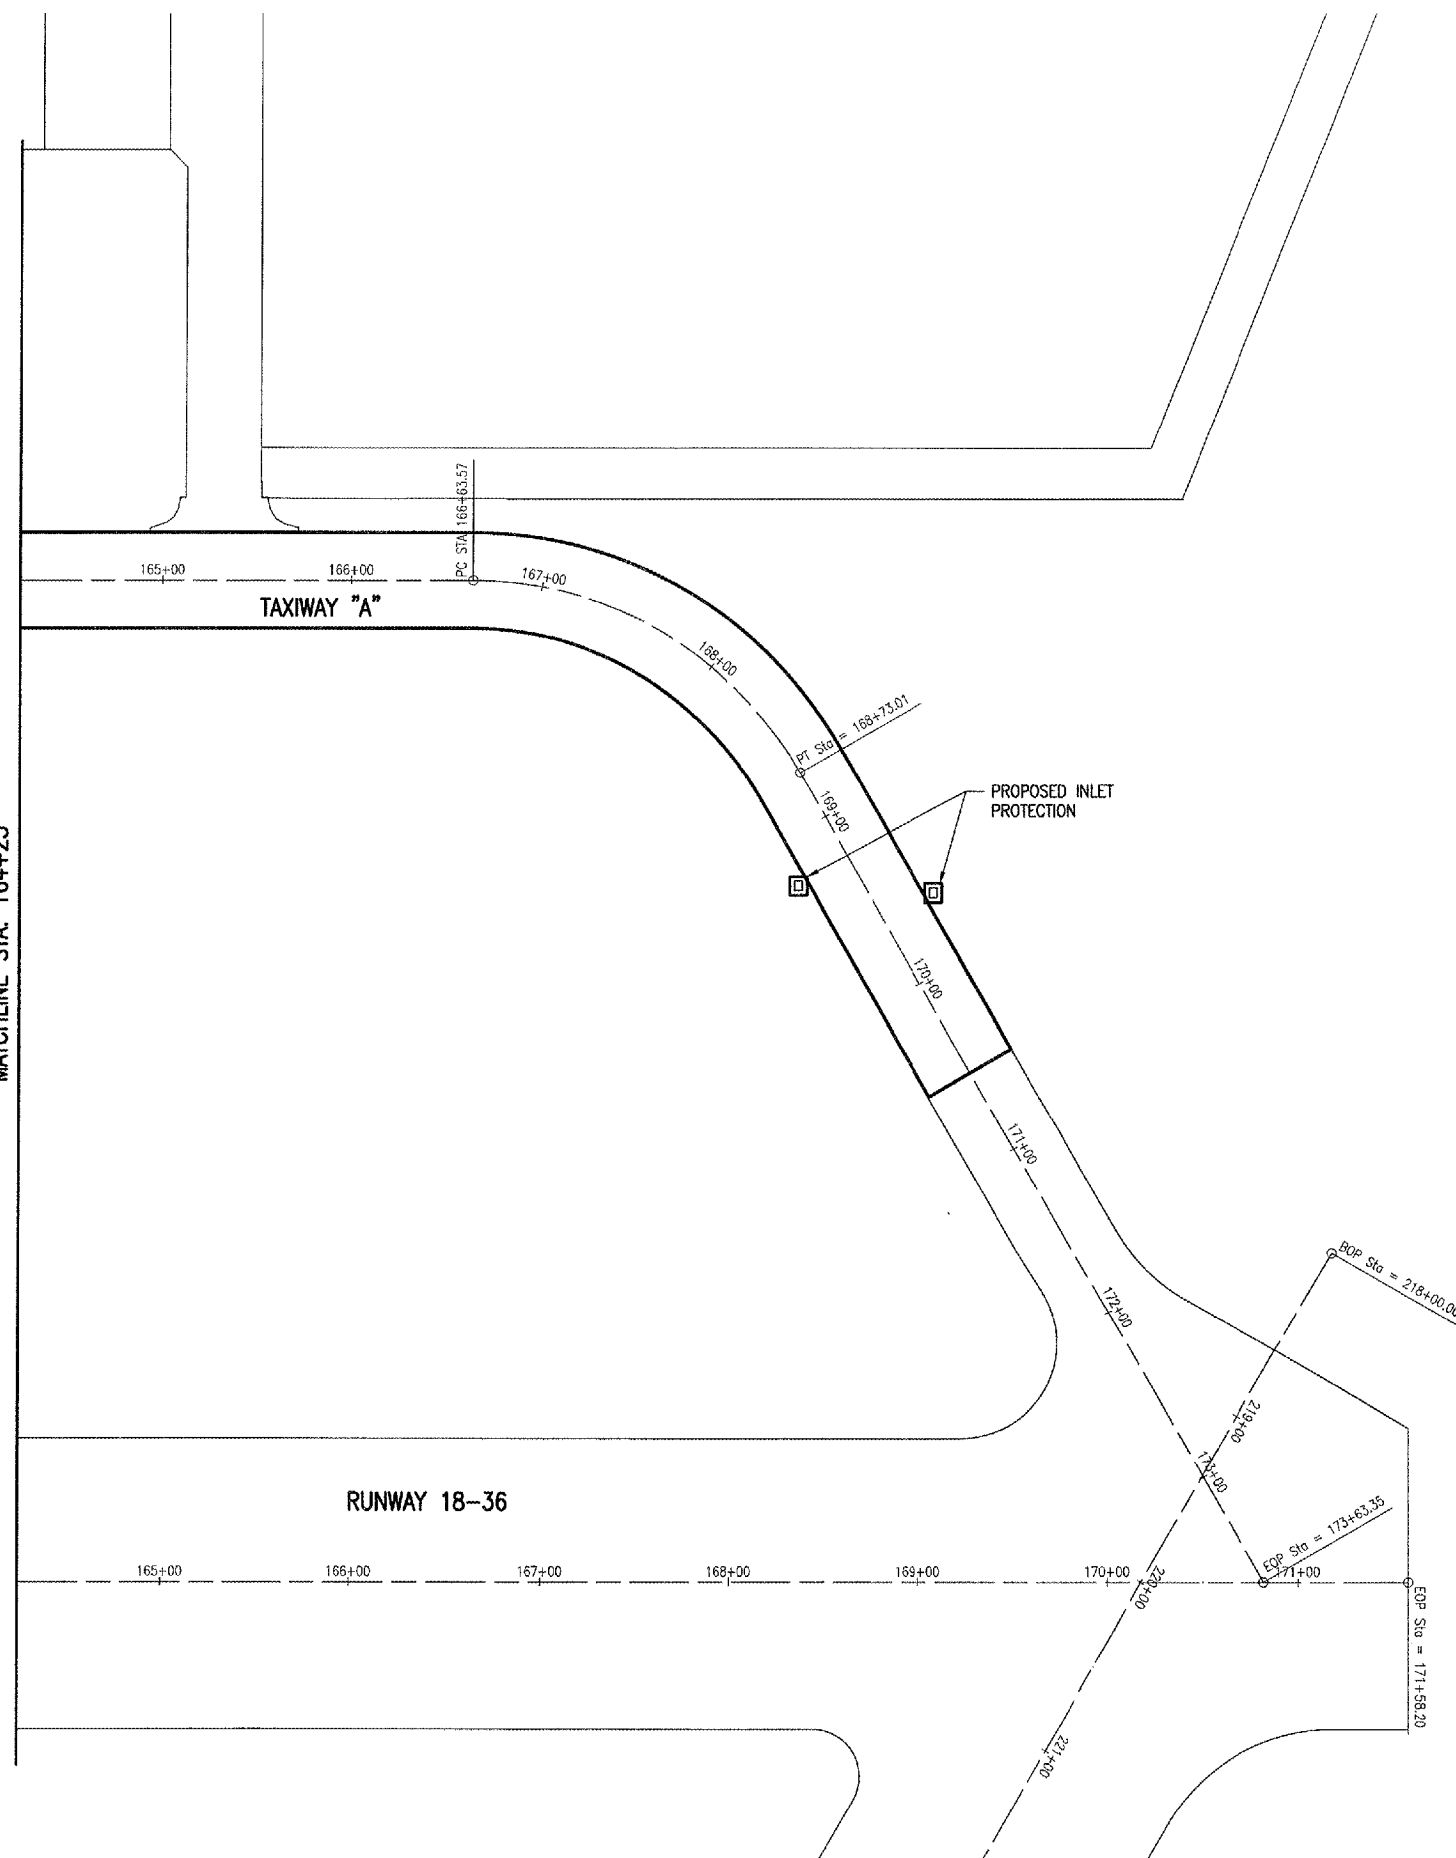 PC STA 166+63.57
165+00
166+00
167+00
TAXIWAY "A"
168+00
PT Sta = 168+73.01
169+00
PROPOSED INLET
PROTECTION
MATCHLINE STA. 164+25
170+00
171+00
BOP Sta = 218+00.00
172+00
219+00
173+00
RUNWAY 18-36
EOP Sta = 173+63.35
165+00
166+00
167+00
168+00
169+00
170+00
220+00
171+00
EOP Sta = 171+58.20
221+00